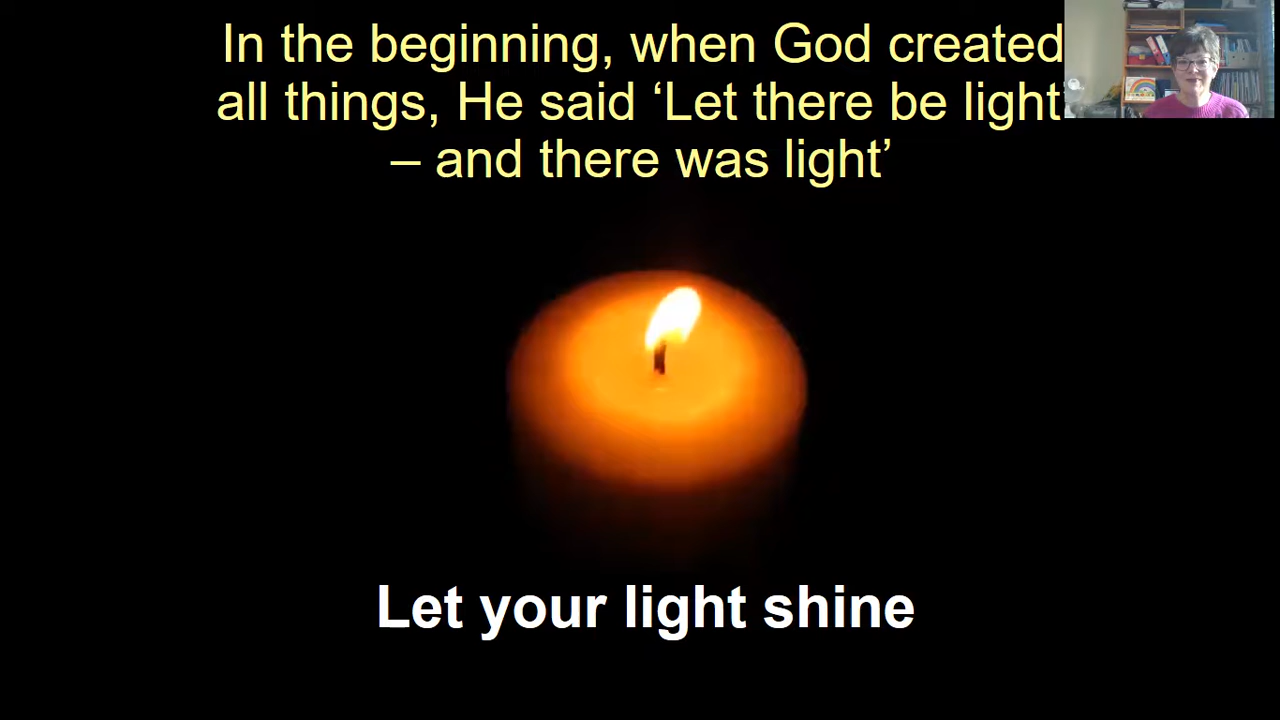 In the beginning, when God created
all things, He said ‘Let there be light’
– and there was light’
Let your light shine